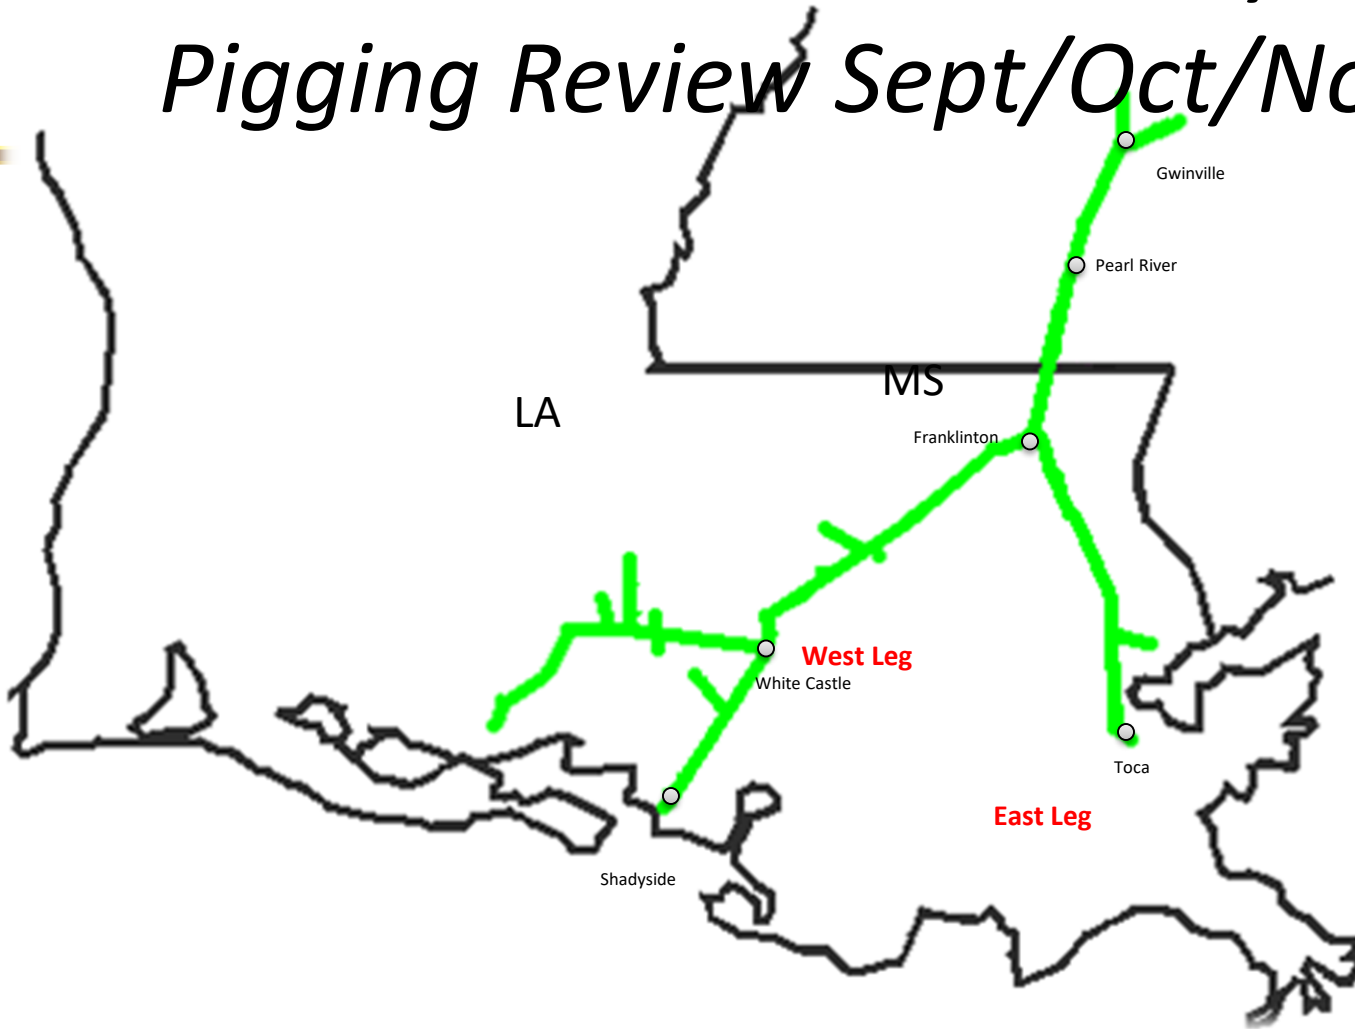 Pigging Review Sept/Oct/No
Gwinville
Pearl River
MS
LA
Franklinton
West Leg
White Castle
Toca
East Leg
Shadyside